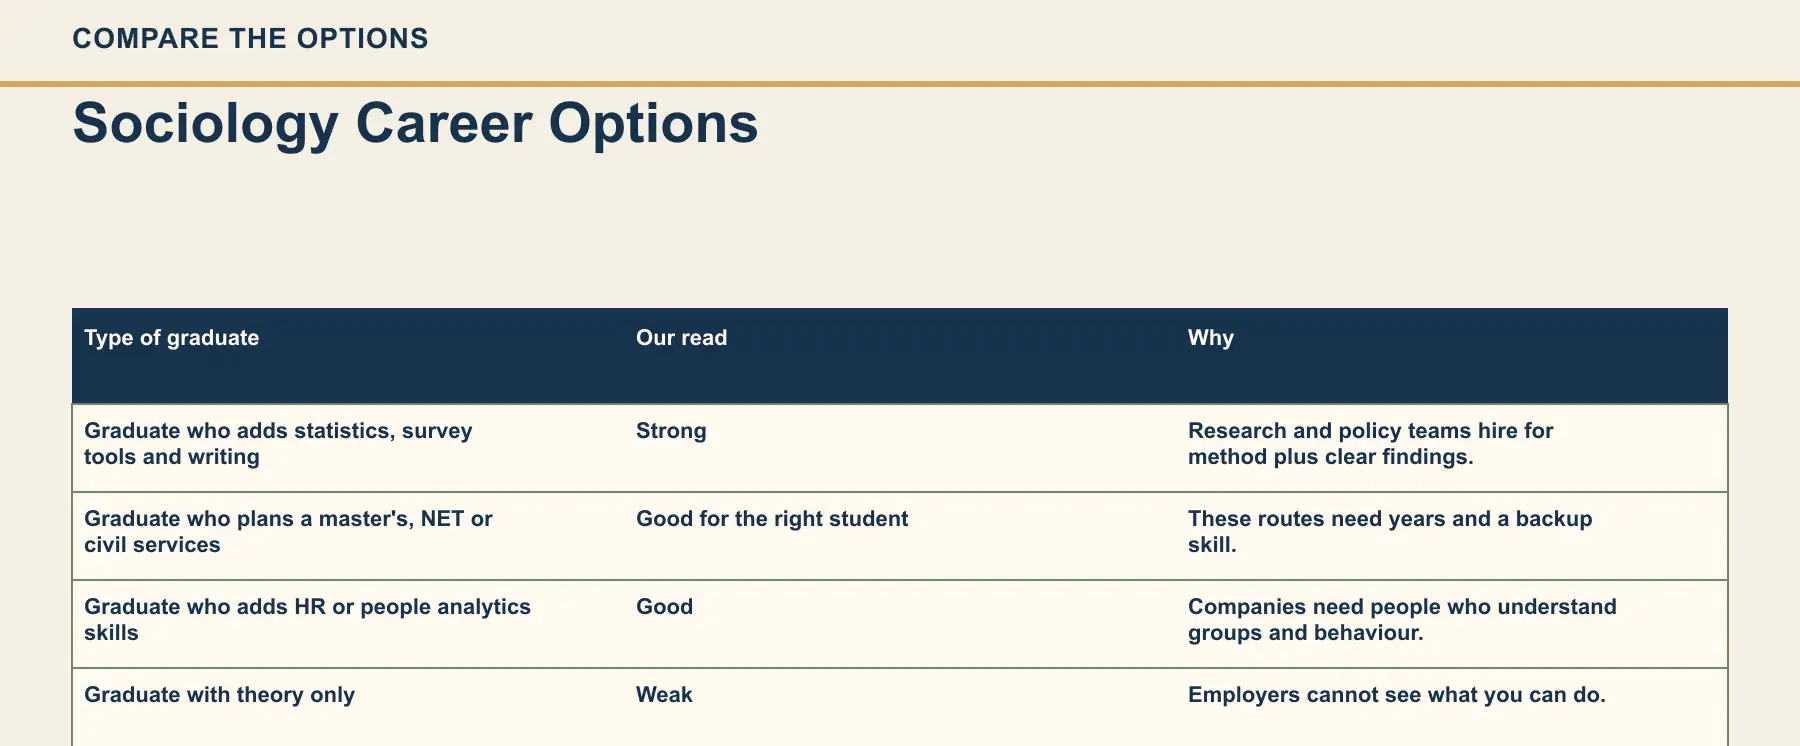 COMPARE THE OPTIONS
Sociology Career Options
Type of graduate
Our read
Why
Graduate who adds statistics, survey
tools and writing
Strong
Research and policy teams hire for
method plus clear findings.
Graduate who plans a master's, NET or
civil services
Good for the right student
These routes need years and a backup
skill.
Graduate who adds HR or people analytics
skills
Good
Companies need people who understand
groups and behaviour.
Graduate with theory only
Weak
Employers cannot see what you can do.